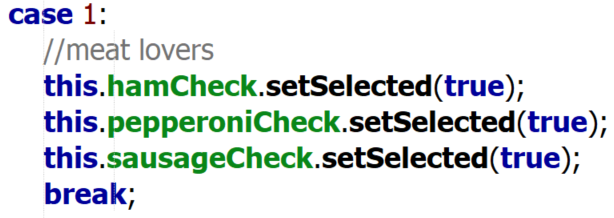 case 1:
//meat lovers
this.hamCheck.setSelected(true);
this.pepperoniCheck.setSelected(true);
this.sausageCheck.setSelected(true);
break;